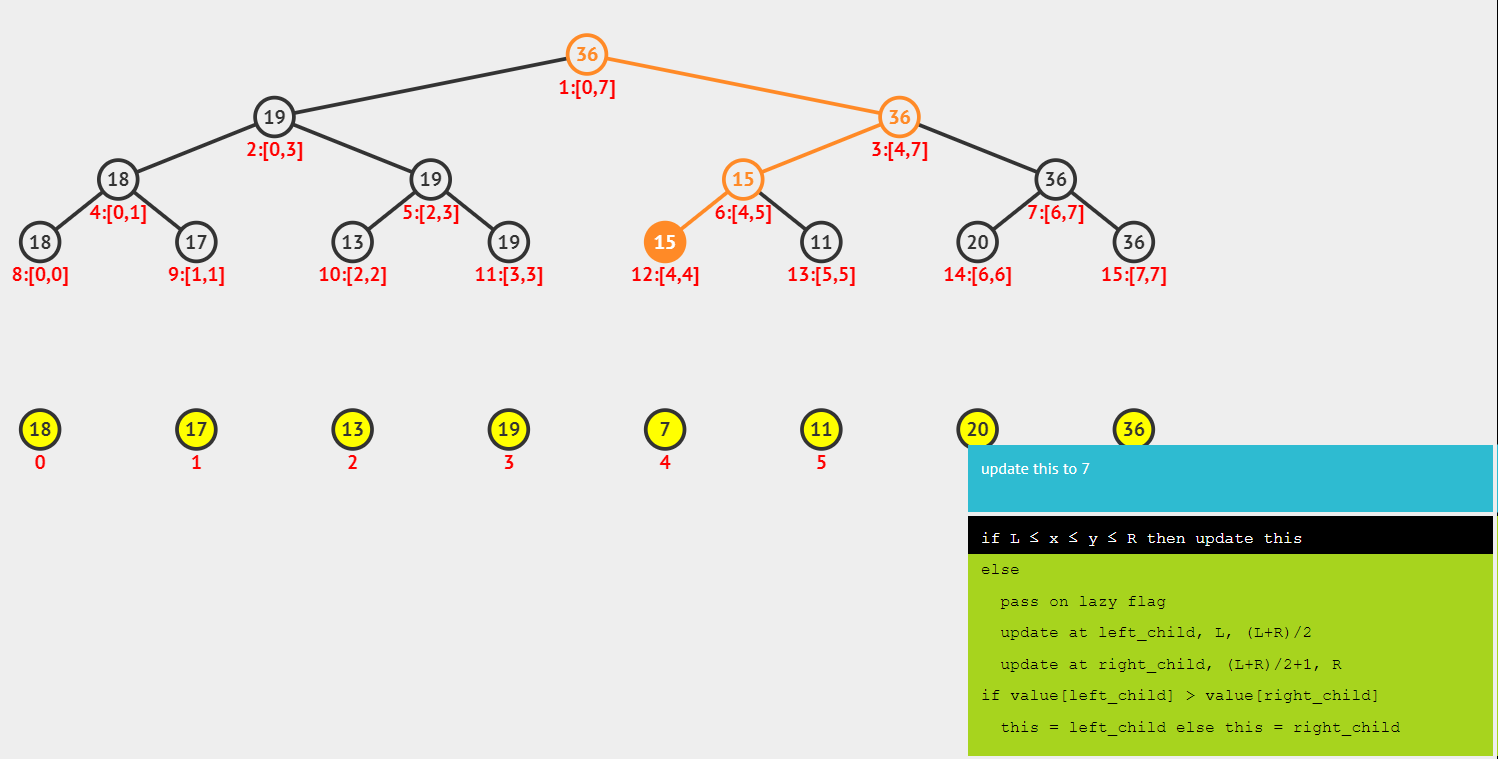 36
1:[0,7]
19 36
2:[0,3] 3:[4,7]
18 19 15 36
4:[0,1] 5:[2,3] 6:[4,5] 7:[6,7]
18 17 13 19 15 11 20 36
8:[0,0] 9:[1,1] 10:[2,2] 11:[3,3] 12:[4,4] 13:[5,5] 14:[6,6] 15:[7,7]
18 17 13 19 7 11 20 36
0 1 2 3 4 5
update this to 7
if L ≤ x ≤ y ≤ R then update this
else
pass on lazy flag
update at left_child, L, (L+R)/2
update at right_child, (L+R)/2+1, R
if value[left_child] > value[right_child]
this = left_child else this = right_child